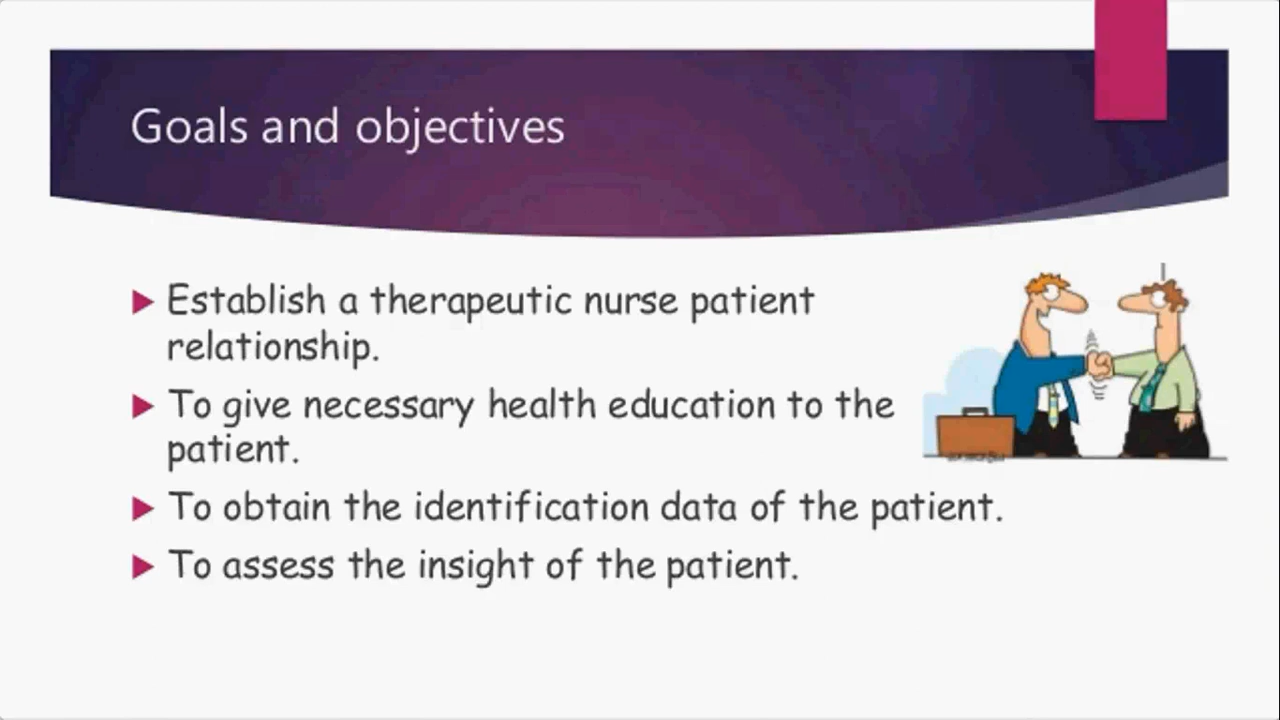 Goals and objectives
Establish a therapeutic nurse patient
relationship.
To give necessary health education to the
patient.
To obtain the identification data of the patient.
To assess the insight of the patient.